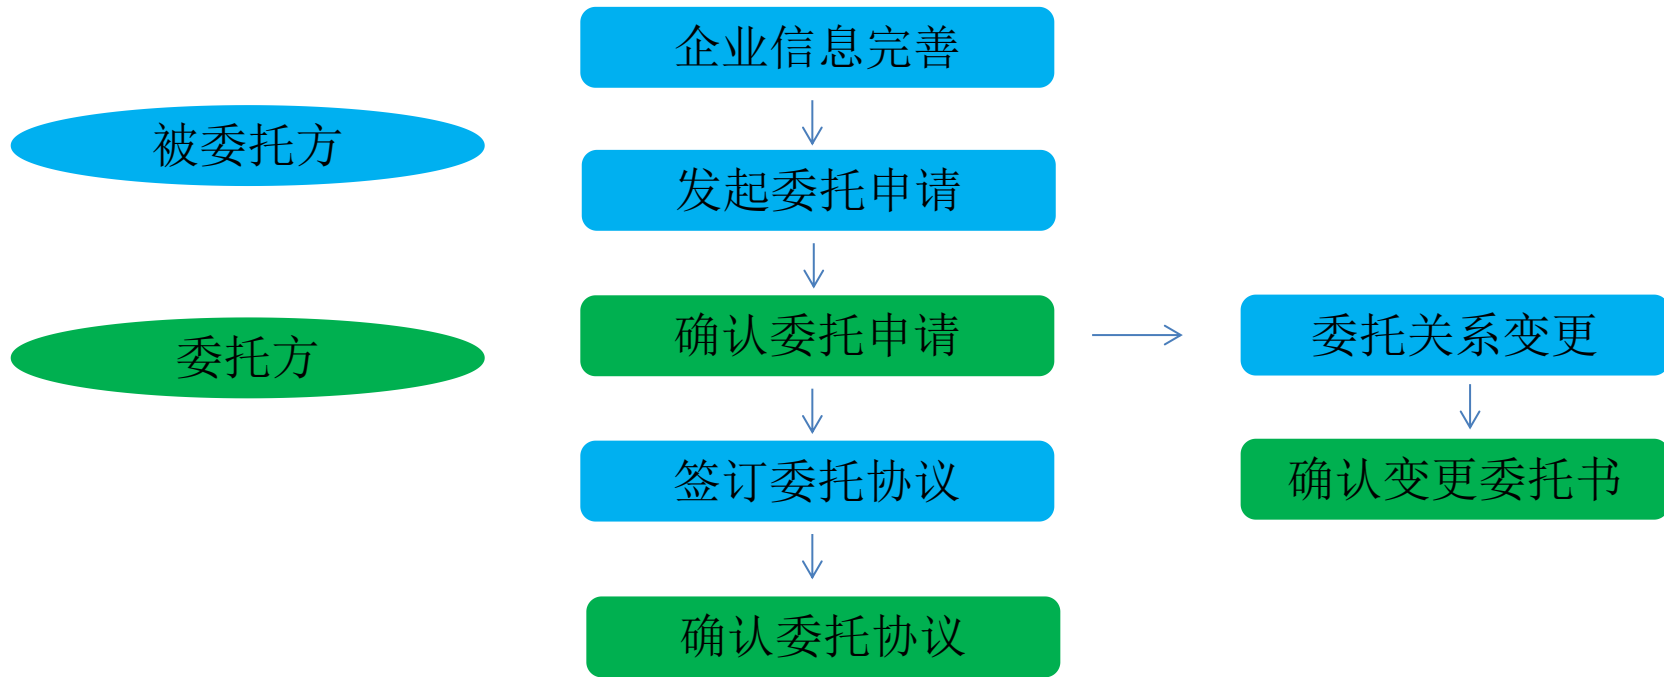 企业信息完善
被委托方
发起委托申请
委托方
确认委托申请
委托关系变更
签订委托协议
确认变更委托书
确认委托协议